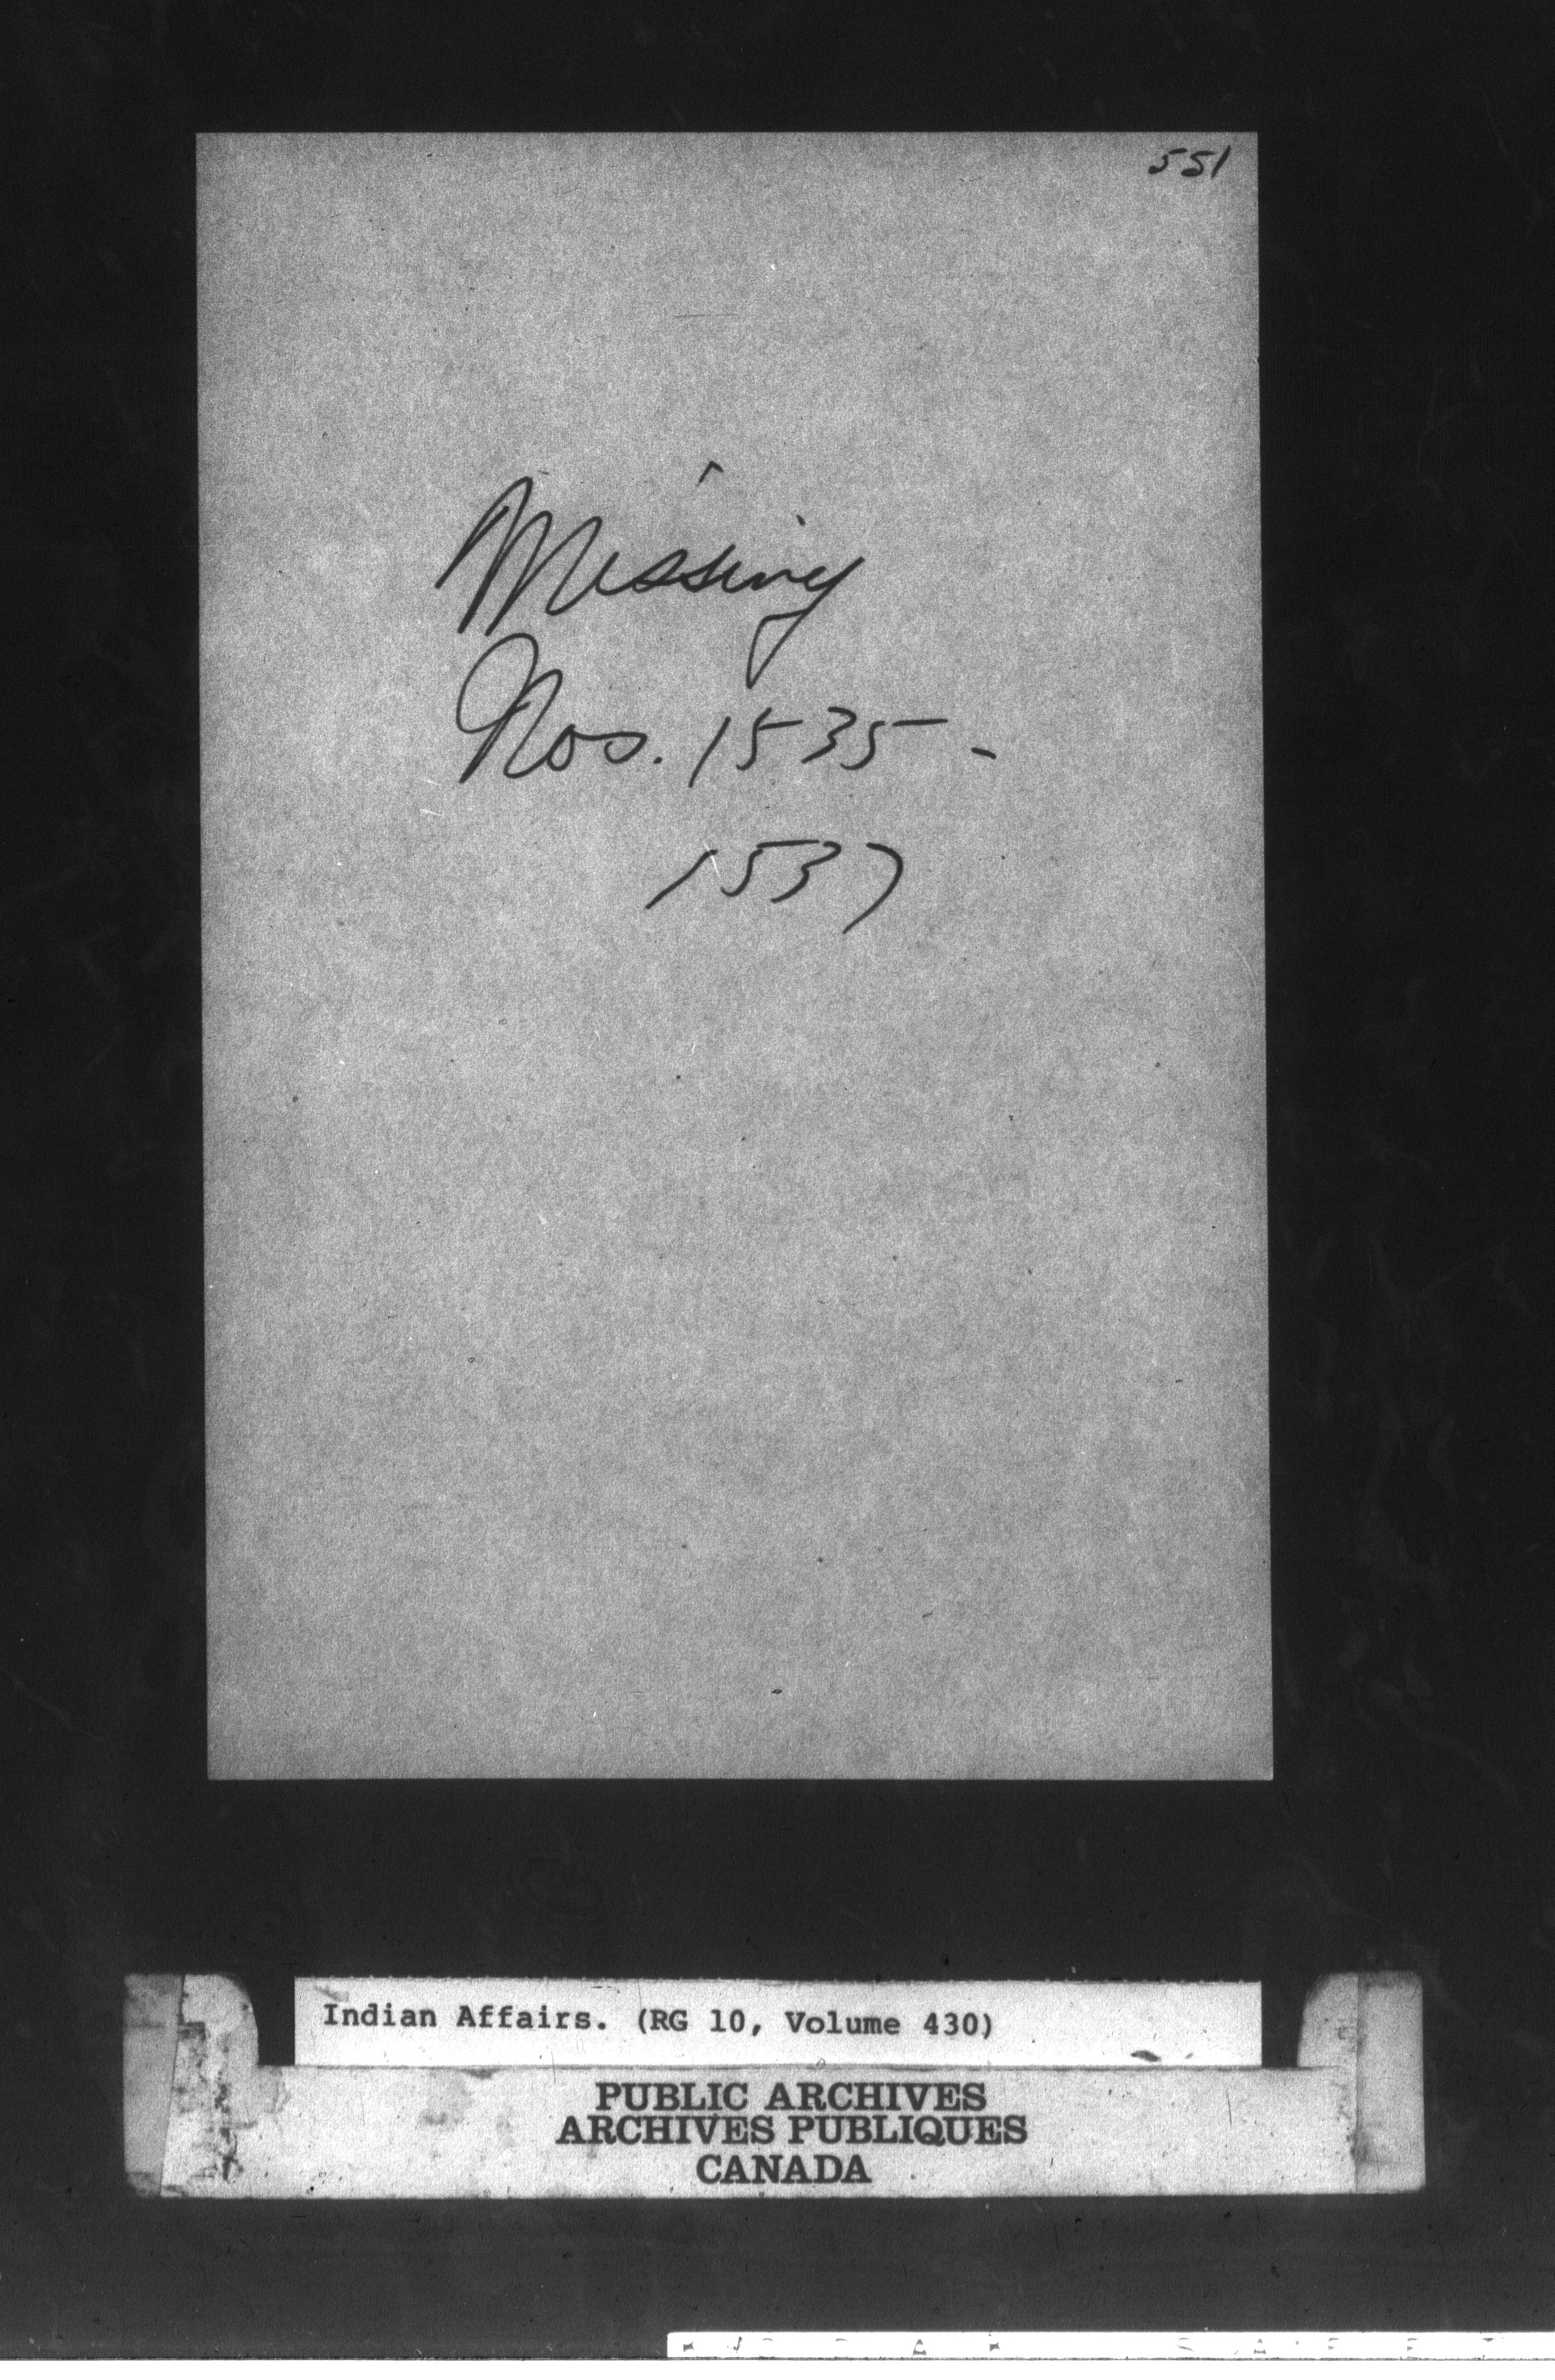 551
Missing
Nos. 1535 -
1537
Indian Affairs. (RG 10, Volume 430)
PUBLIC ARCHIVES
ARCHIVES PUBLIQUES
CANADA